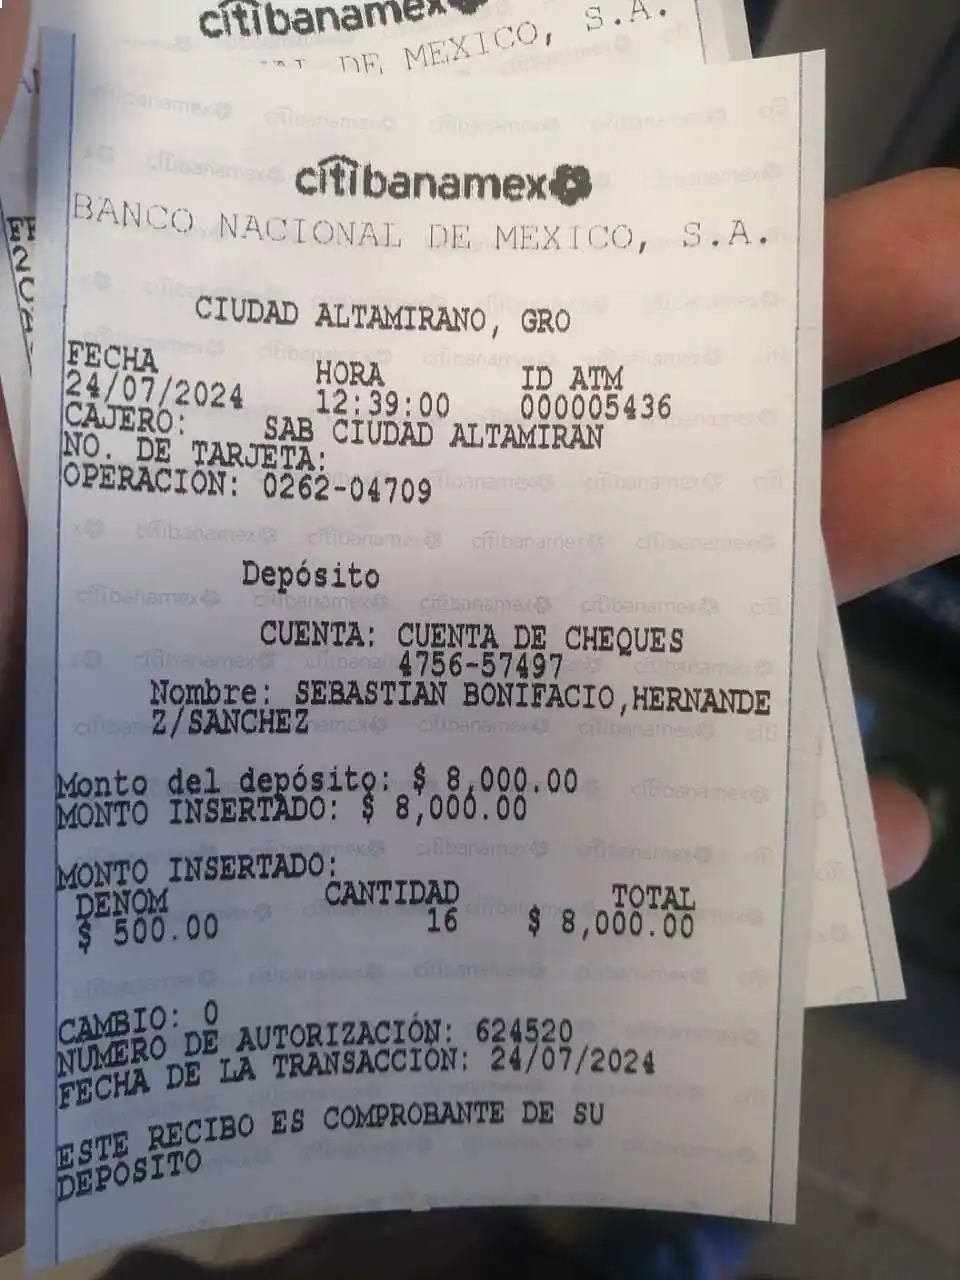 citibanamex
DE MEXICO, S.A.
citibanamex
BANCO NACIONAL DE MEXICO, S.A.
CIUDAD ALTAMIRANO, GRO
FECHA HORA ID ATM
24/07/2024 12:39:00 000005436
CAJERO: SAB CIUDAD ALTAMIRAN
NO. DE TARJETA:
OPERACIÓN: 0262-04709
Depósito
CUENTA: CUENTA DE CHEQUES
4756-57497
Nombre: SEBASTIAN BONIFACIO,HERNANDE
Z/SANCHEZ
Monto del depósito: $ 8,000.00
MONTO INSERTADO: $ 8,000.00
MONTO INSERTADO:
DENOM CANTIDAD TOTAL
$ 500.00 16 $ 8,000.00
CAMBIO: 0
NUMERO DE AUTORIZACIÓN: 624520
FECHA DE LA TRANSACCIÓN: 24/07/2024
ESTE RECIBO ES COMPROBANTE DE SU
DEPOSITO